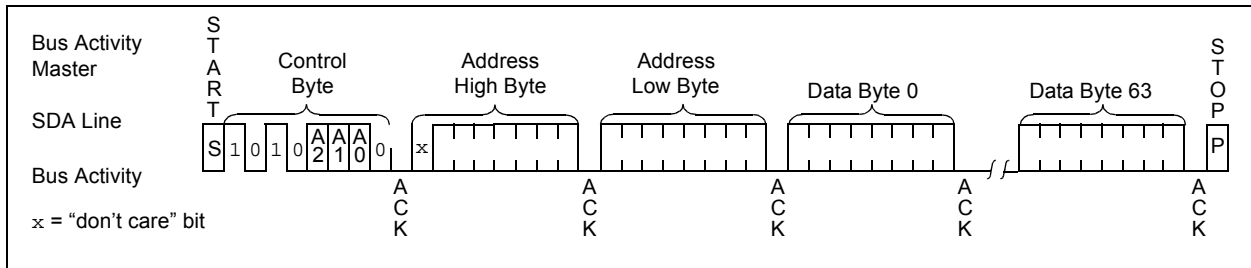 Bus Activity
Master
START
Control
Byte
Address
High Byte
Address
Low Byte
Data Byte 0
Data Byte 63
STOP
SDA Line
S 1 0 1 0 A2 A1 A0 0 x P
Bus Activity
ACK ACK ACK ACK ACK
x = “don’t care” bit